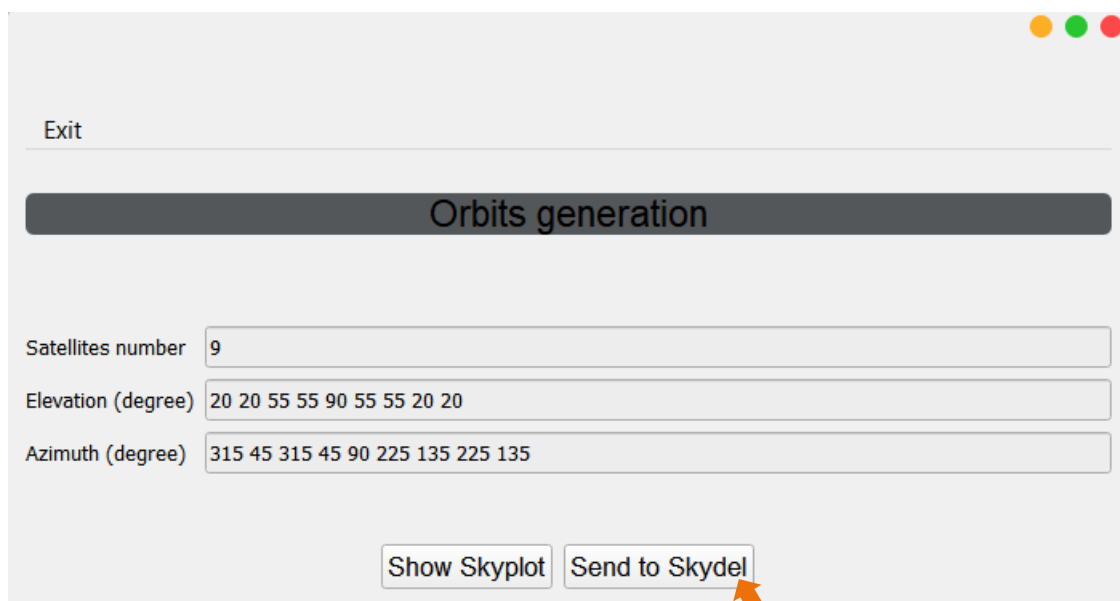 Exit
Orbits generation
Satellites number 9
Elevation (degree) 20 20 55 55 90 55 55 20 20
Azimuth (degree) 315 45 315 45 90 225 135 225 135
Show Skyplot Send to Skydel